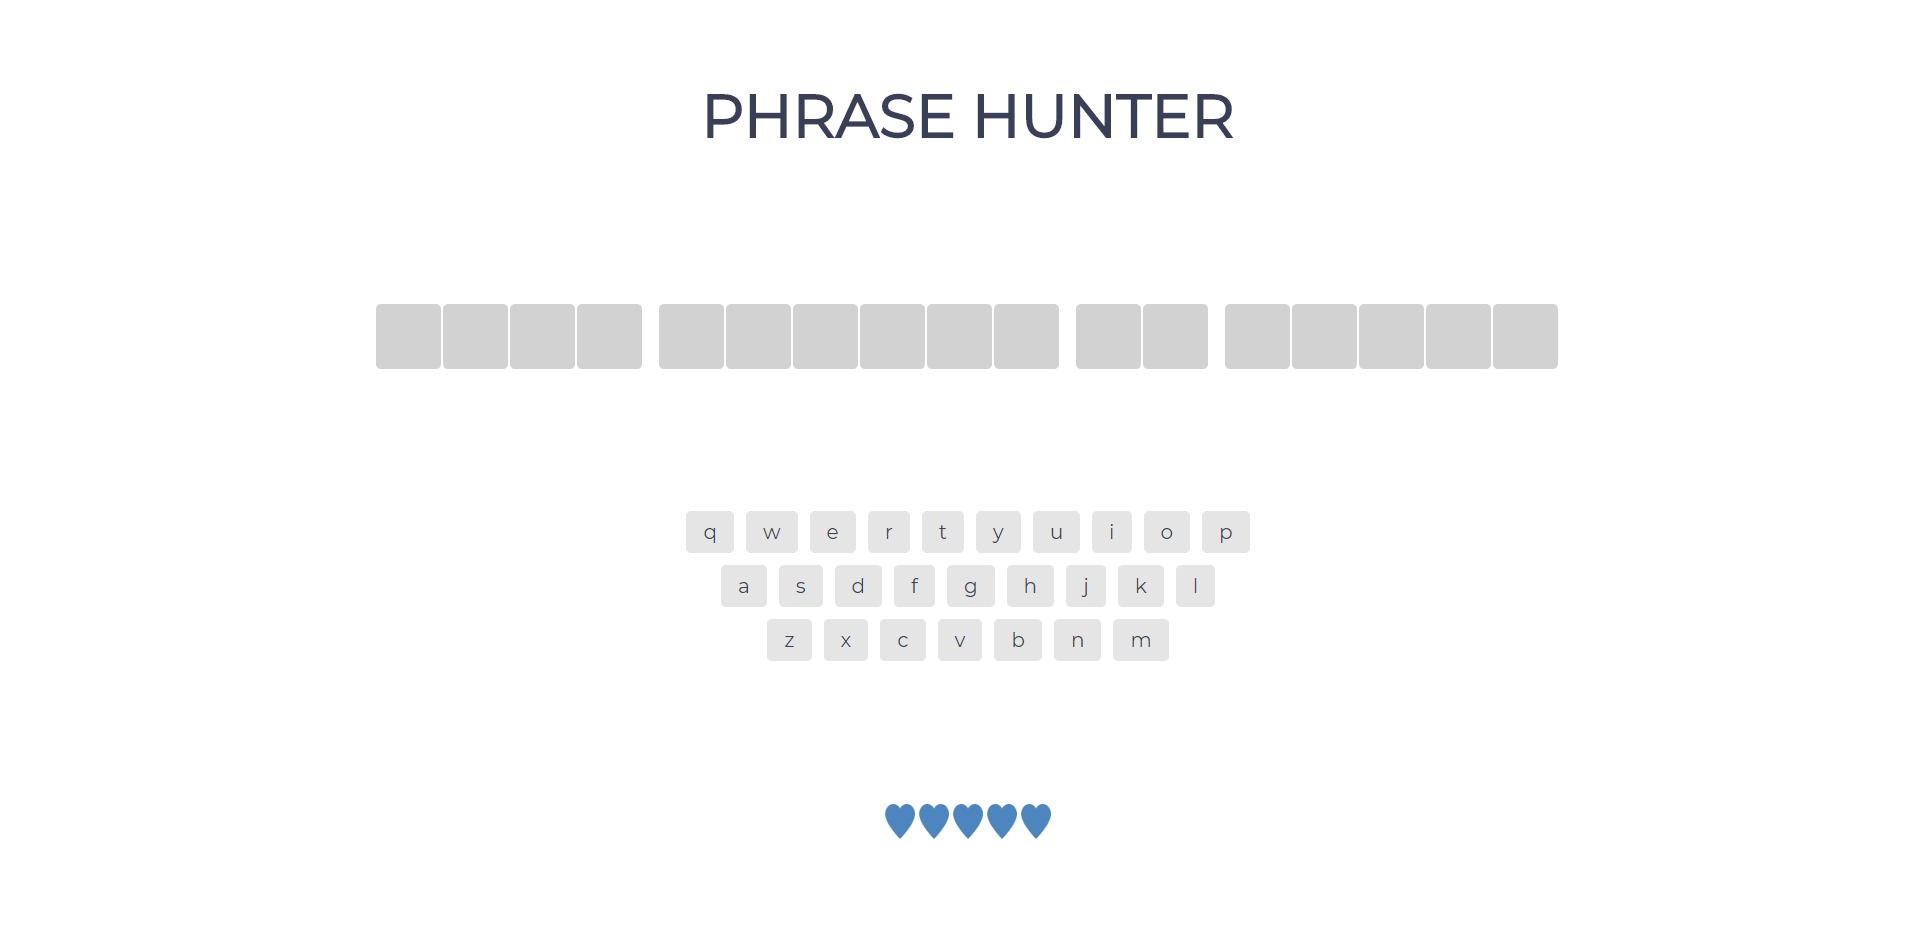 PHRASE HUNTER
q w e r t y u i o p
a s d f g h j k l
z x c v b n m